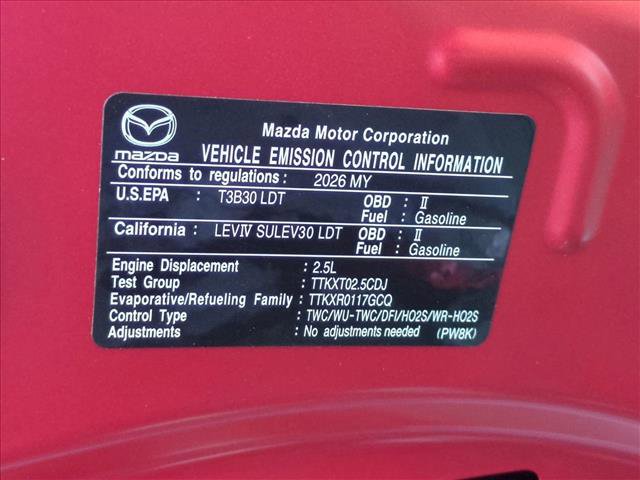 Mazda Motor Corporation
mazda VEHICLE EMISSION CONTROL INFORMATION
Conforms to regulations: 2026 MY
U.S.EPA : T3B30 LDT OBD : II
Fuel : Gasoline
California: LEVIV SULEV30 LDT OBD : II
Fuel : Gasoline
Engine Displacement : 2.5L
Test Group : TTKXT02.5CDJ
Evaporative/Refueling Family : TTKXR0117GCQ
Control Type : TWC/WU-TWC/DFI/HO2S/WR-HO2S
Adjustments : No adjustments needed (PW8K)